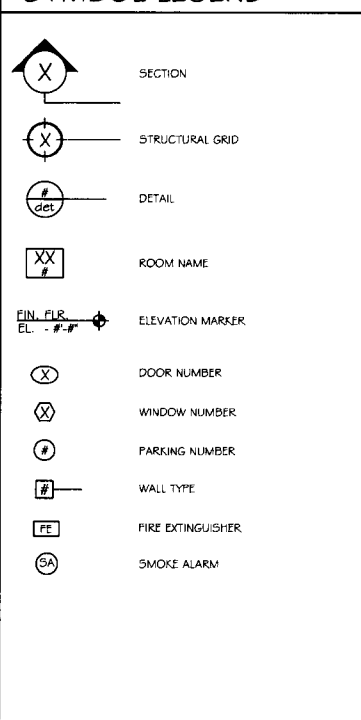 SYMBOL LEGEND
X SECTION
X STRUCTURAL GRID
#
det DETAIL
XX
# ROOM NAME
FIN. FLR.
EL. - #'-#" ELEVATION MARKER
X DOOR NUMBER
X WINDOW NUMBER
# PARKING NUMBER
# WALL TYPE
FE FIRE EXTINGUISHER
SA SMOKE ALARM